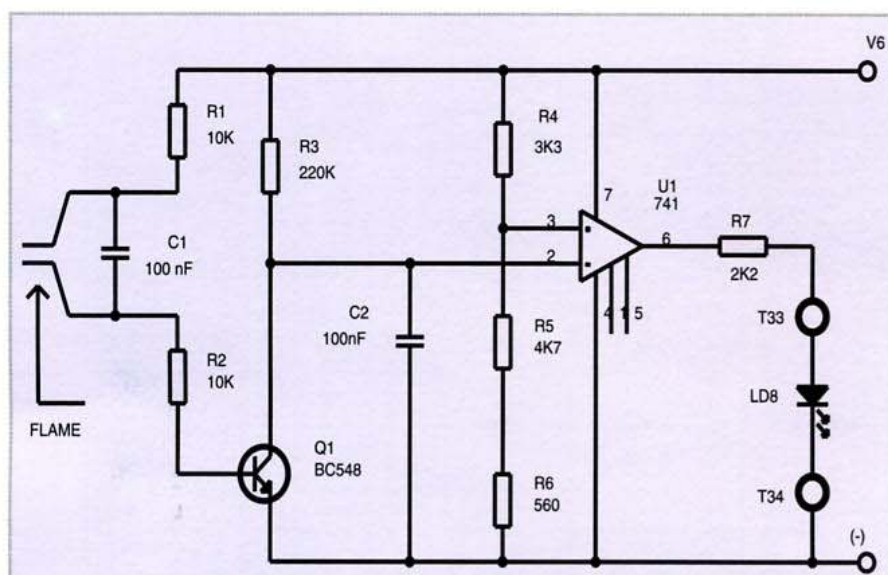 V6
R1
10K
R3
220K
R4
3K3
U1
741
7
3
2
6
R7
2K2
C1
100 nF
C2
100nF
4
1
5
T33
R5
4K7
R2
10K
LD8
FLAME
Q1
BC548
R6
560
T34
(-)